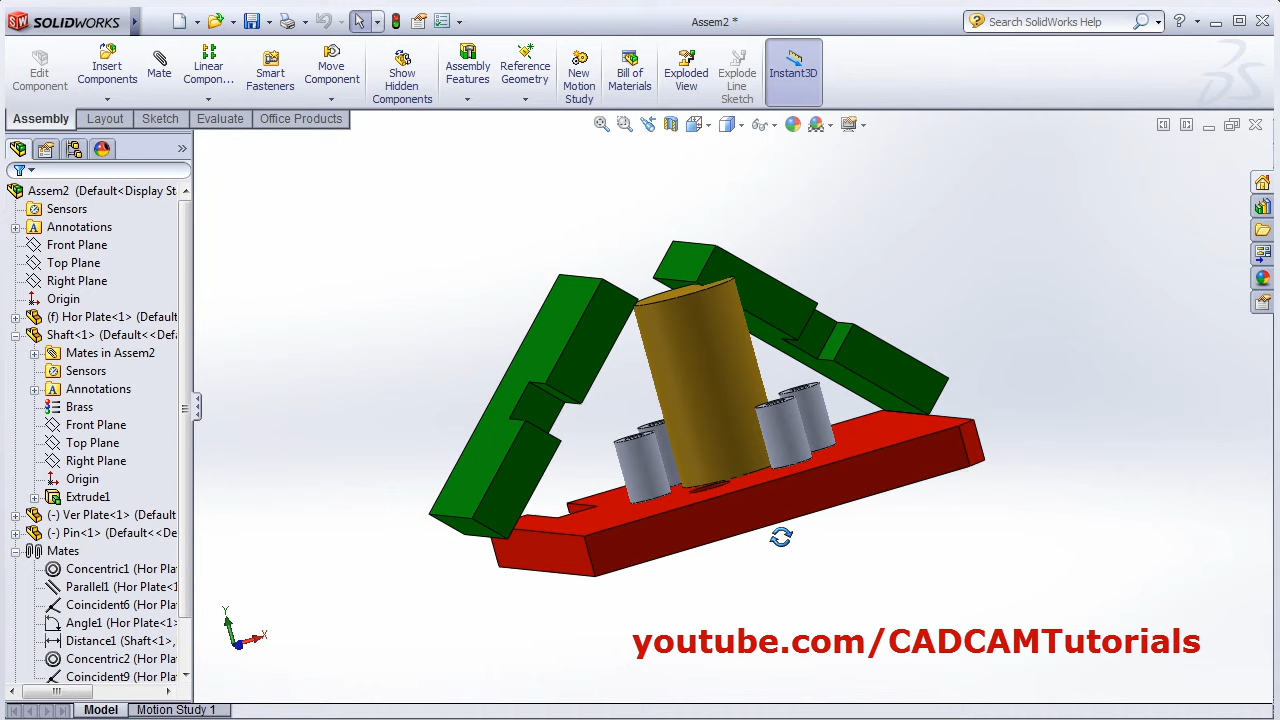 SOLIDWORKS
Assem2 *
Search SolidWorks Help
Edit Component
Insert Components
Mate
Linear Compon...
Smart Fasteners
Move Component
Show Hidden Components
Assembly Features
Reference Geometry
New Motion Study
Bill of Materials
Exploded View
Explode Line Sketch
Instant3D
Assembly
Layout
Sketch
Evaluate
Office Products
Assem2 (Default<Display St
Sensors
Annotations
Front Plane
Top Plane
Right Plane
Origin
(f) Hor Plate<1> (Default
Shaft<1> (Default<<Defa
Mates in Assem2
Sensors
Annotations
Brass
Front Plane
Top Plane
Right Plane
Origin
Extrude1
(-) Ver Plate<1> (Default
(-) Pin<1> (Default<<De
Mates
Concentric1 (Hor Plat
Parallel1 (Hor Plate<1
Coincident6 (Hor Plat
Angle1 (Hor Plate<1>
Distance1 (Shaft<1>,
Concentric2 (Hor Plat
Coincident9 (Hor Plat
Y
X
youtube.com/CADCAMTutorials
Model
Motion Study 1